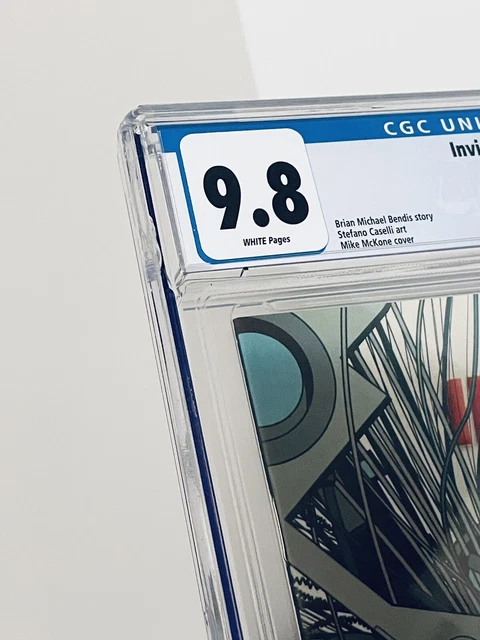 CGC UNI
Invi
9.8
WHITE Pages
Brian Michael Bendis story
Stefano Caselli art
Mike McKone cover